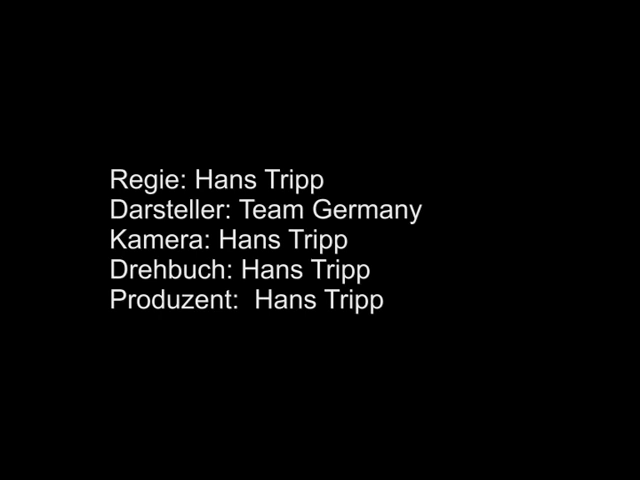 Regie: Hans Tripp
Darsteller: Team Germany
Kamera: Hans Tripp
Drehbuch: Hans Tripp
Produzent:  Hans Tripp